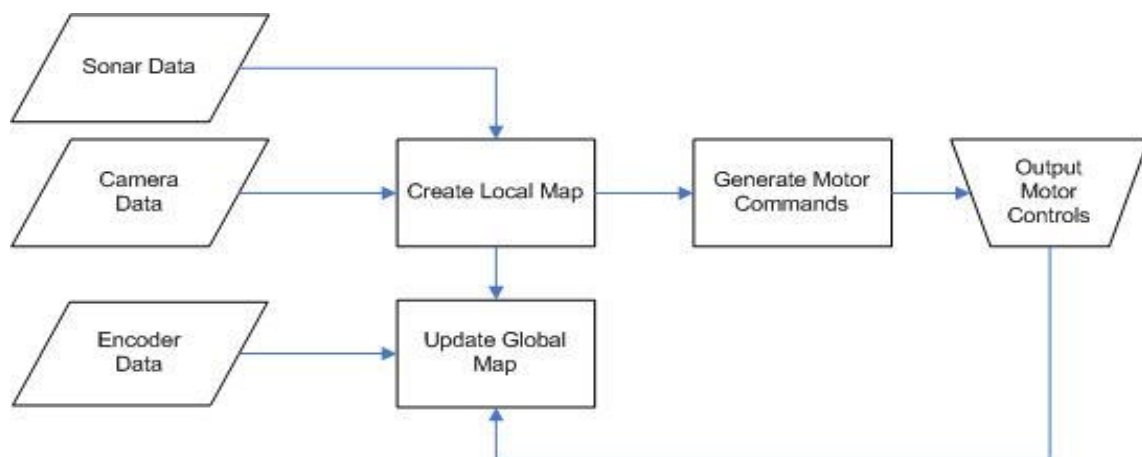 Sonar Data
Camera
Data
Create Local Map
Generate Motor
Commands
Output
Motor
Controls
Encoder
Data
Update Global
Map